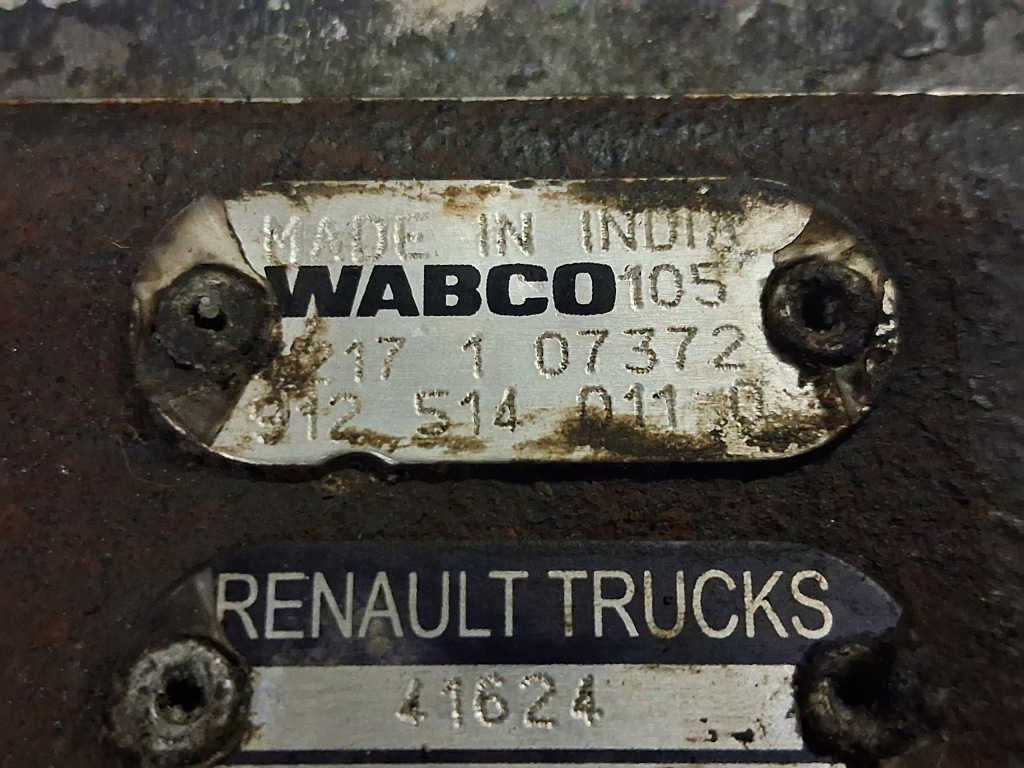 MADE IN INDIA
WABCO 105
17 1 07372
912 514 011 0
RENAULT TRUCKS
41624